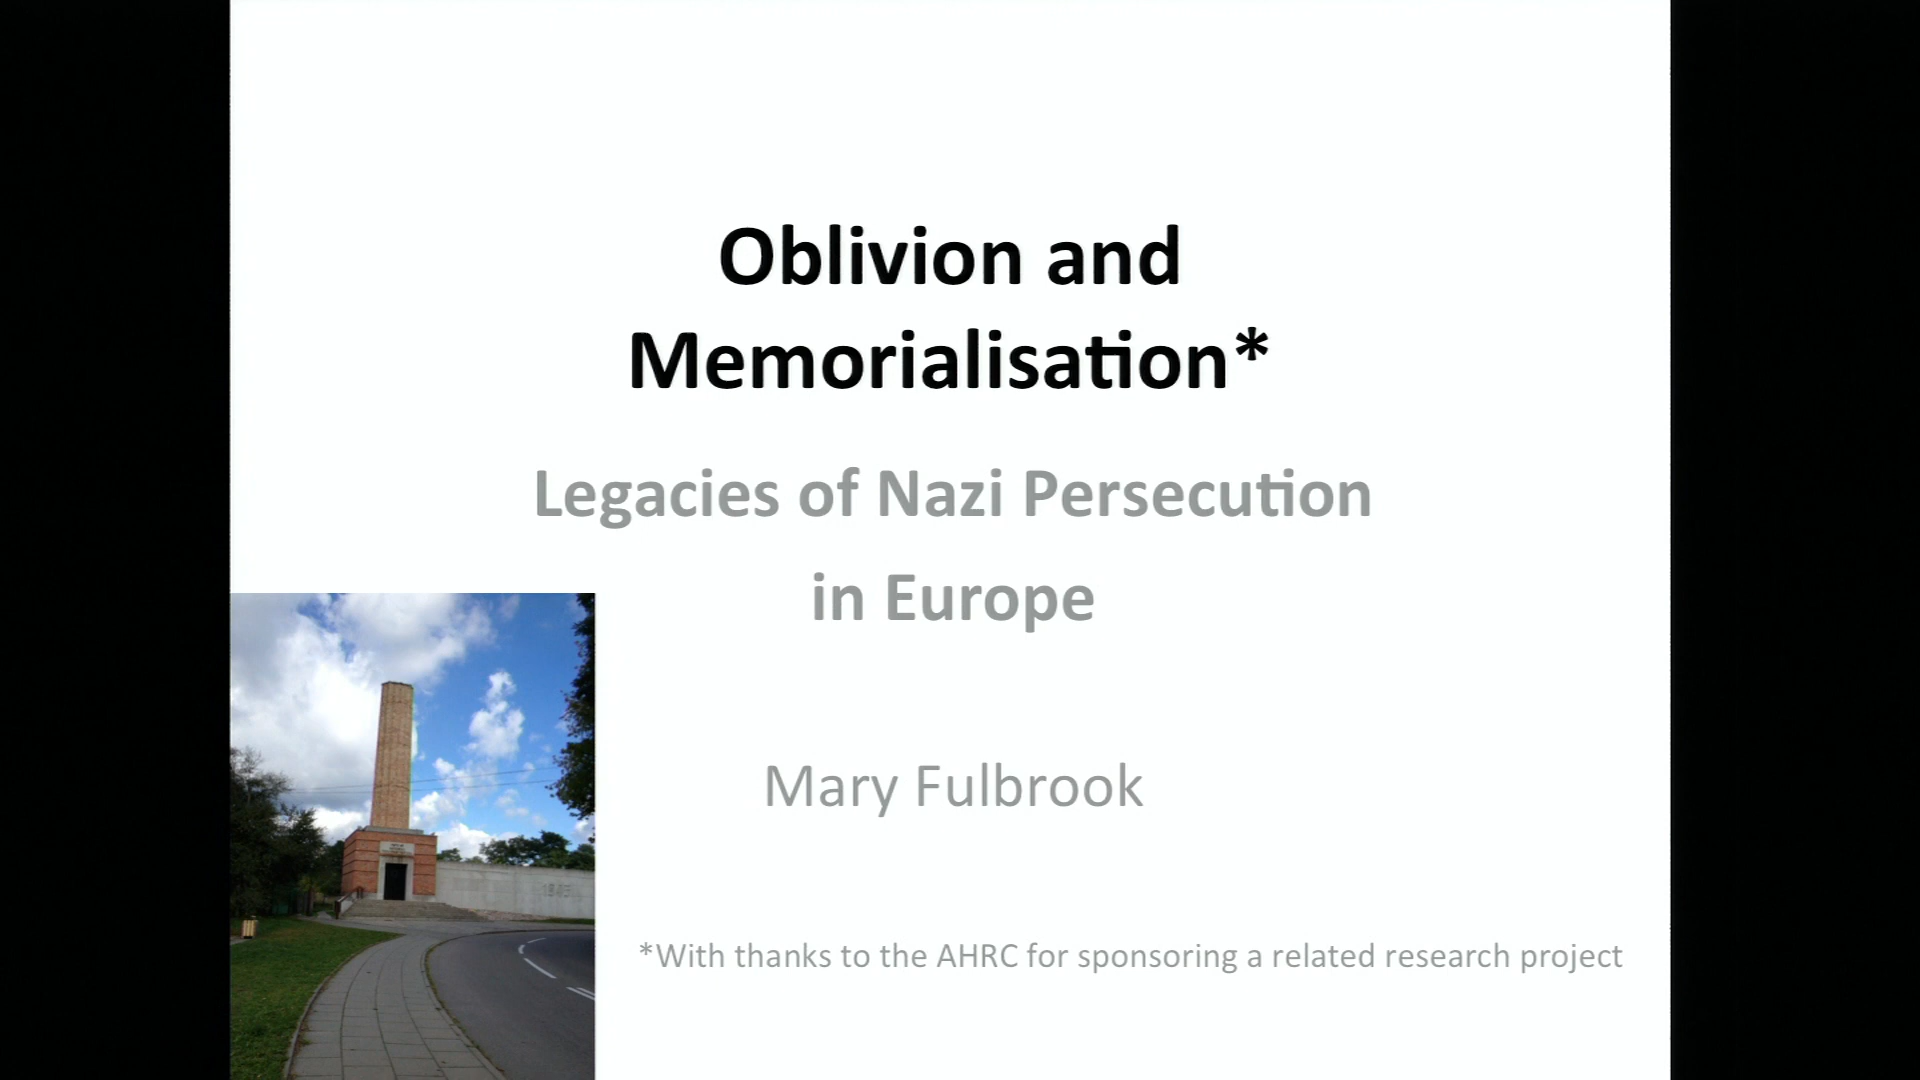 Oblivion and
Memorialisation*
Legacies of Nazi Persecution
in Europe
Mary Fulbrook
*With thanks to the AHRC for sponsoring a related research project